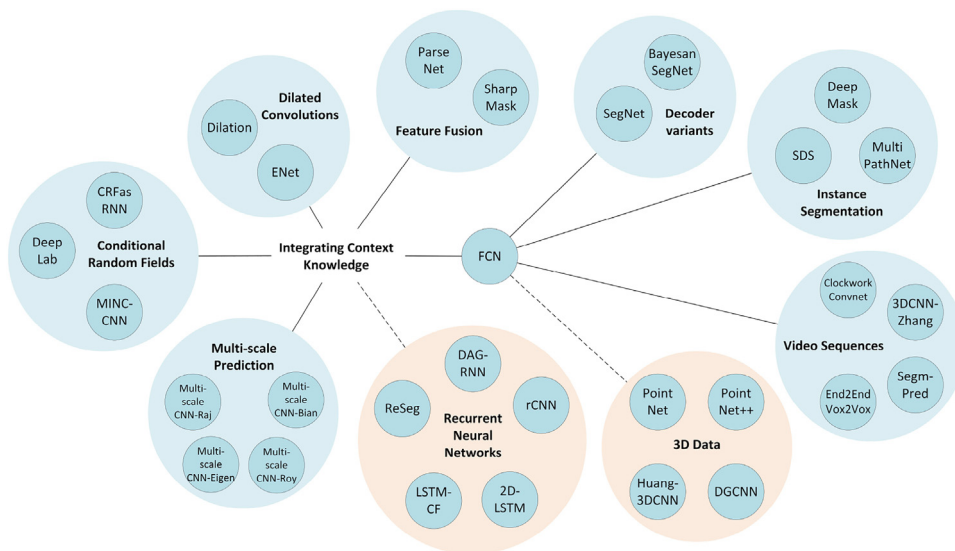 Parse
Net
Sharp
Mask
Feature Fusion
Bayesan
SegNet
SegNet
Decoder
variants
Deep
Mask
SDS
Multi
PathNet
Instance
Segmentation
Dilated
Convolutions
Dilation
ENet
CRFas
RNN
Deep
Lab
Conditional
Random Fields
MINC-
CNN
Integrating Context
Knowledge
FCN
Clockwork
Convnet
3DCNN-
Zhang
Video Sequences
End2End
Vox2Vox
Segm-
Pred
Multi-scale
Prediction
Multi-
scale
CNN-Raj
Multi-
scale
CNN-Bian
Multi-
scale
CNN-Eigen
Multi-
scale
CNN-Roy
DAG-
RNN
ReSeg
rCNN
Recurrent
Neural
Networks
LSTM-
CF
2D-
LSTM
Point
Net
Point
Net++
3D Data
Huang-
3DCNN
DGCNN